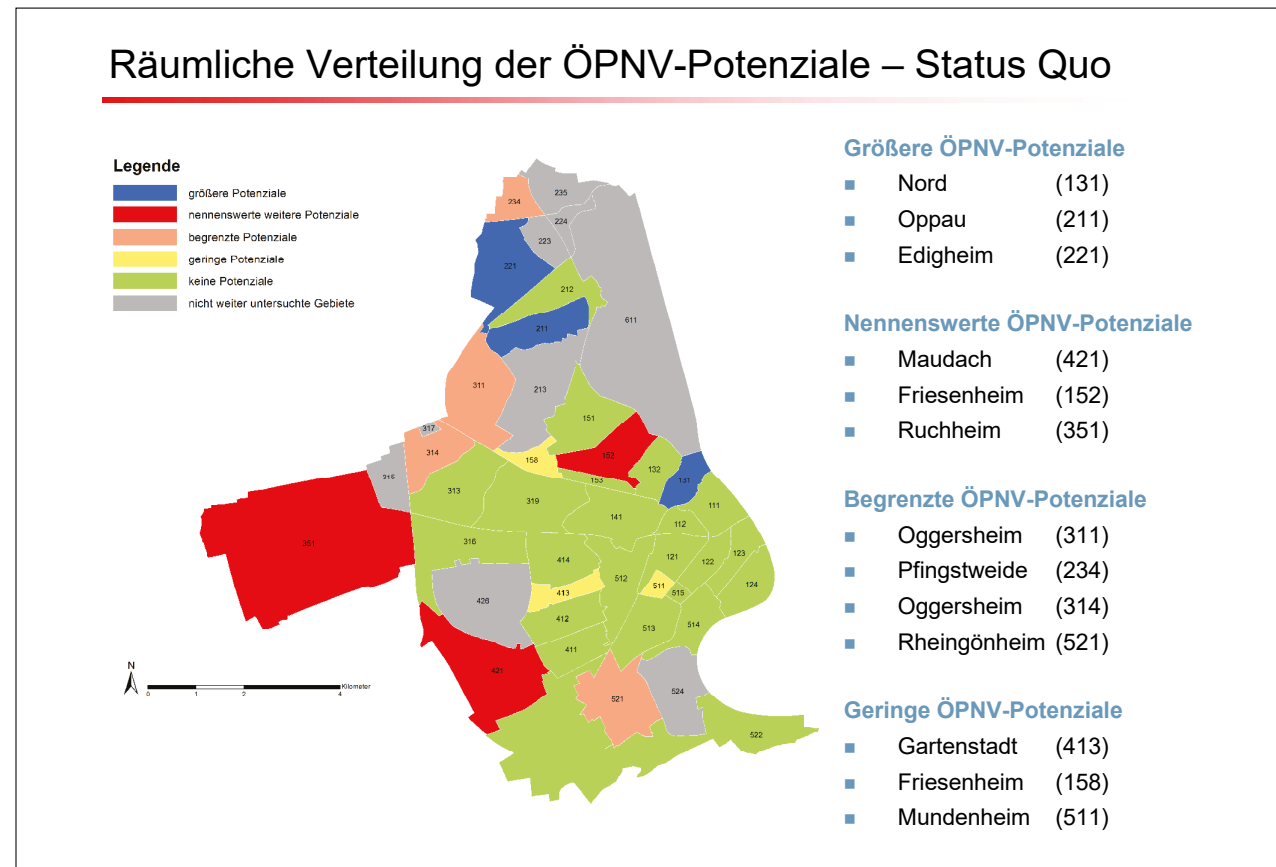 Räumliche Verteilung der ÖPNV-Potenziale – Status Quo
Legende
größere Potenziale
nennenswerte weitere Potenziale
begrenzte Potenziale
geringe Potenziale
keine Potenziale
nicht weiter untersuchte Gebiete
235
234
224
223
221
212
611
211
311
213
151
317
314
158
152
132
153
131
313
319
111
141
112
351
316
414
121
122
123
124
512
511
515
413
426
412
513
514
411
421
521
524
522
N
0 1 2 4 Kilometer
Größere ÖPNV-Potenziale
■ Nord (131)
■ Oppau (211)
■ Edigheim (221)
Nennenswerte ÖPNV-Potenziale
■ Maudach (421)
■ Friesenheim (152)
■ Ruchheim (351)
Begrenzte ÖPNV-Potenziale
■ Oggersheim (311)
■ Pfingstweide (234)
■ Oggersheim (314)
■ Rheingönheim (521)
Geringe ÖPNV-Potenziale
■ Gartenstadt (413)
■ Friesenheim (158)
■ Mundenheim (511)